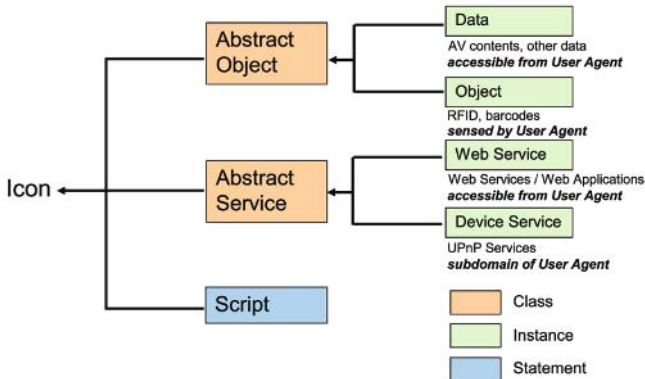 Icon
Abstract
Object
Data
AV contents, other data
accessible from User Agent
Object
RFID, barcodes
sensed by User Agent
Abstract
Service
Web Service
Web Services / Web Applications
accessible from User Agent
Device Service
UPnP Services
subdomain of User Agent
Script
Class
Instance
Statement